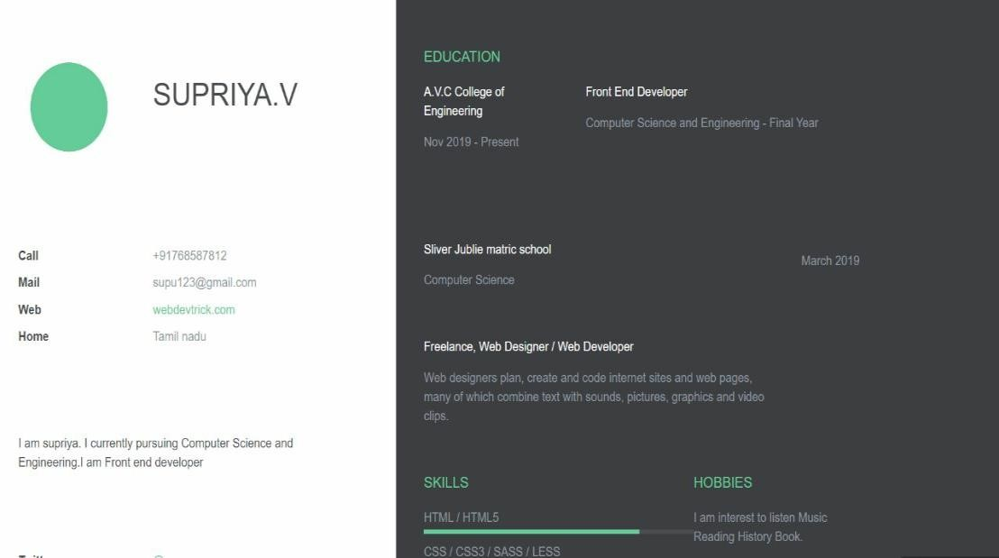 SUPRIYA.V
Call +91768587812
Mail supu123@gmail.com
Web webdevtrick.com
Home Tamil nadu
I am supriya. I currently pursuing Computer Science and
Engineering.I am Front end developer
EDUCATION
A.V.C College of
Engineering
Nov 2019 - Present
Front End Developer
Computer Science and Engineering - Final Year
Sliver Jublie matric school
Computer Science
March 2019
Freelance, Web Designer / Web Developer
Web designers plan, create and code internet sites and web pages,
many of which combine text with sounds, pictures, graphics and video
clips.
SKILLS
HTML / HTML5
CSS / CSS3 / SASS / LESS
HOBBIES
I am interest to listen Music
Reading History Book.